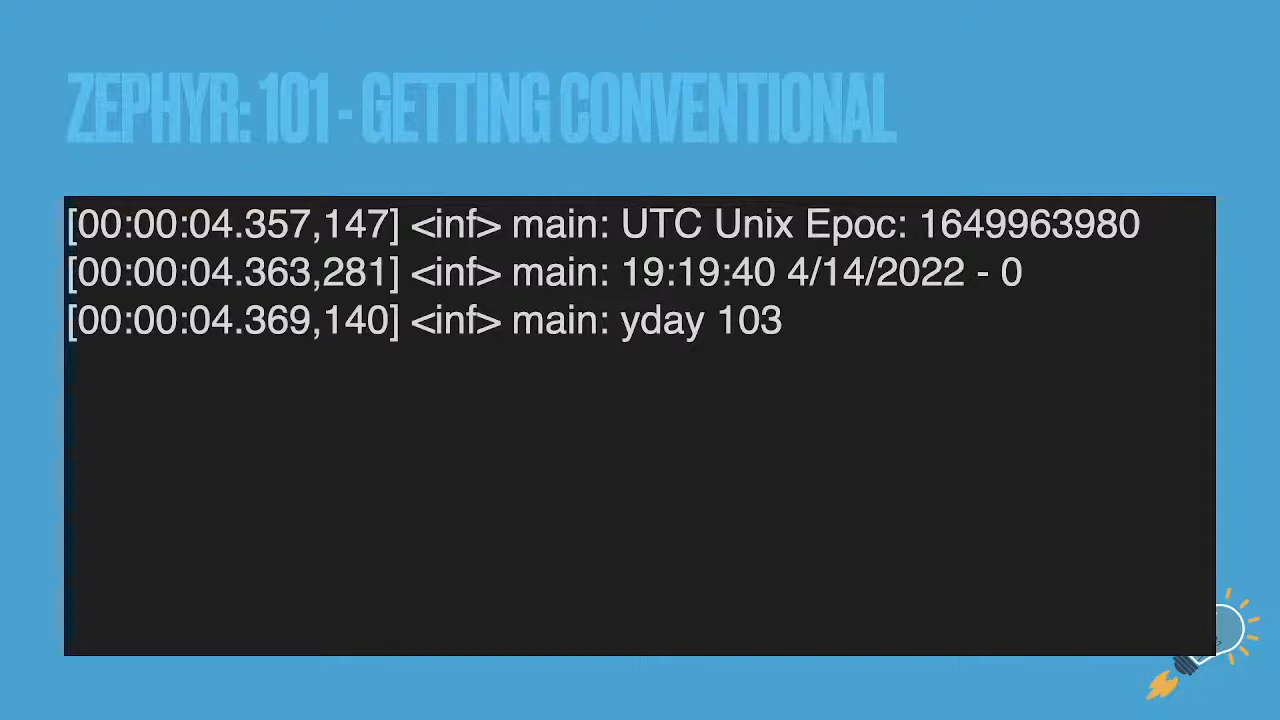 ZEPHYR: 101 - GETTING CONVENTIONAL
[00:00:04.357,147] <inf> main: UTC Unix Epoc: 1649963980
[00:00:04.363,281] <inf> main: 19:19:40 4/14/2022 - 0
[00:00:04.369,140] <inf> main: yday 103